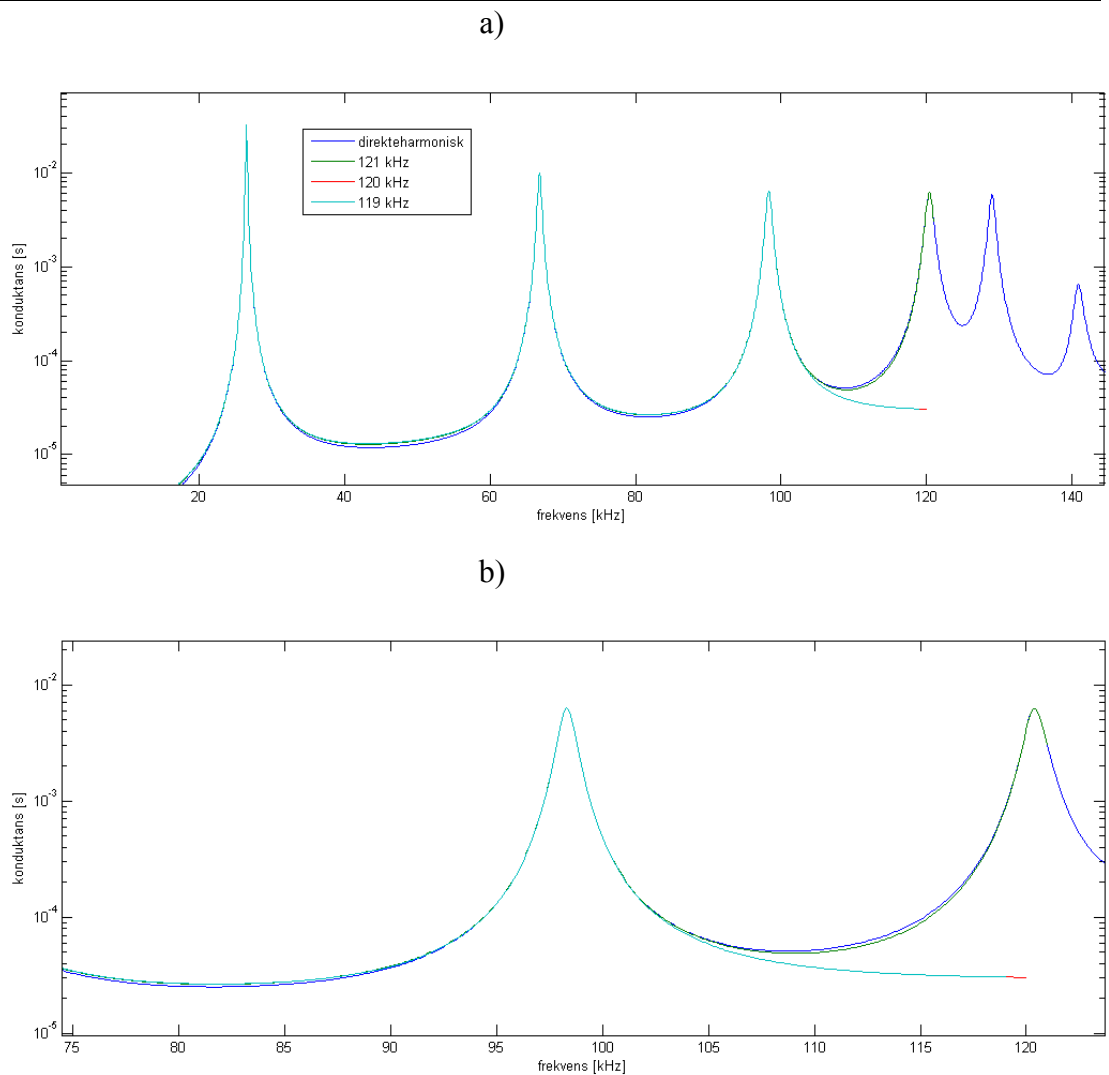 a)
direkteharmonisk
121 kHz
120 kHz
119 kHz
10^-2
10^-3
10^-4
10^-5
konduktans [s]
20 40 60 80 100 120 140
frekvens [kHz]
b)
10^-2
10^-3
10^-4
10^-5
konduktans [s]
75 80 85 90 95 100 105 110 115 120
frekvens [kHz]